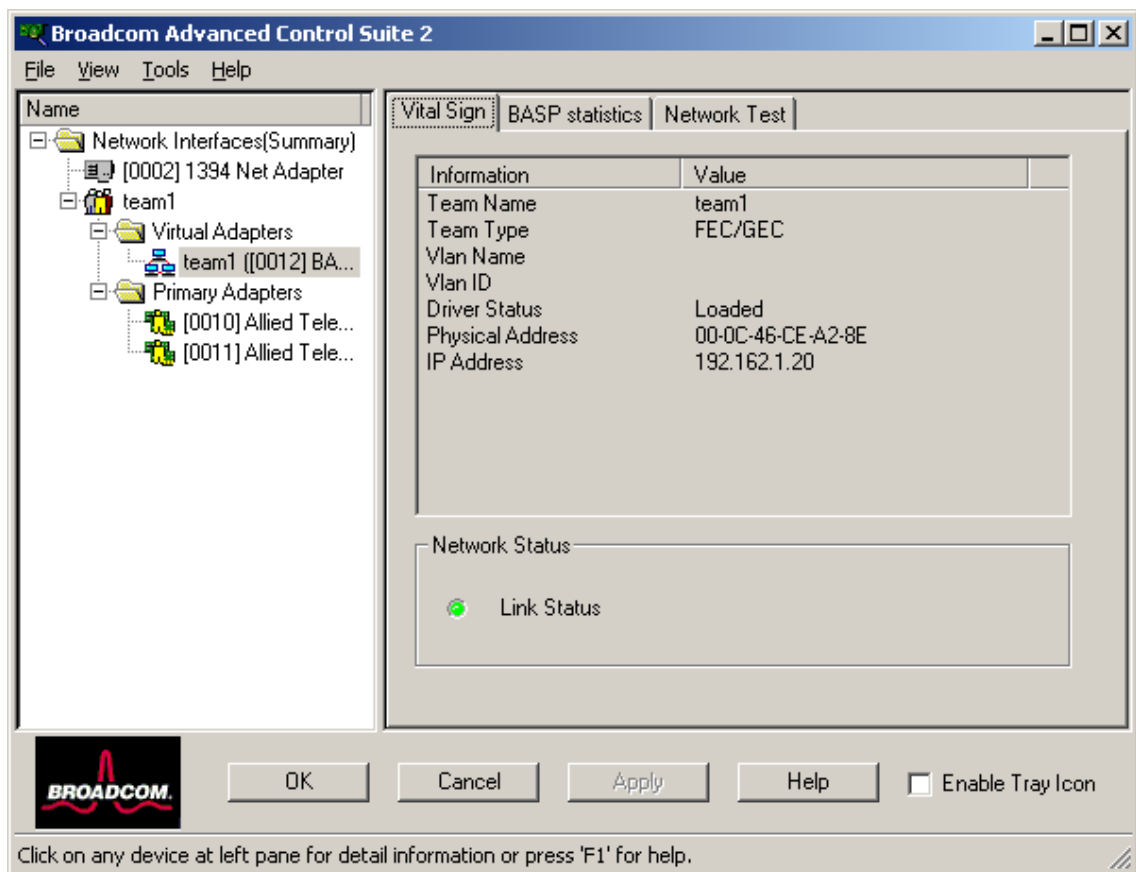 Broadcom Advanced Control Suite 2
File View Tools Help
Name
Network Interfaces(Summary)
[0002] 1394 Net Adapter
team1
Virtual Adapters
team1 ([0012] BA...
Primary Adapters
[0010] Allied Tele...
[0011] Allied Tele...
Vital Sign BASP statistics Network Test
Information Value
Team Name team1
Team Type FEC/GEC
Vlan Name
Vlan ID
Driver Status Loaded
Physical Address 00-0C-46-CE-A2-8E
IP Address 192.162.1.20
Network Status
Link Status
BROADCOM.
OK Cancel Apply Help Enable Tray Icon
Click on any device at left pane for detail information or press 'F1' for help.